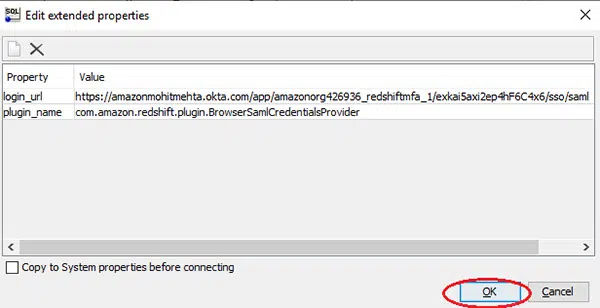 SQL Edit extended properties
Property Value
login_url https://amazonmohitmehta.okta.com/app/amazonorg426936_redshiftmfa_1/exkai5axi2ep4hF6C4x6/sso/saml
plugin_name com.amazon.redshift.plugin.BrowserSamlCredentialsProvider
Copy to System properties before connecting
OK Cancel